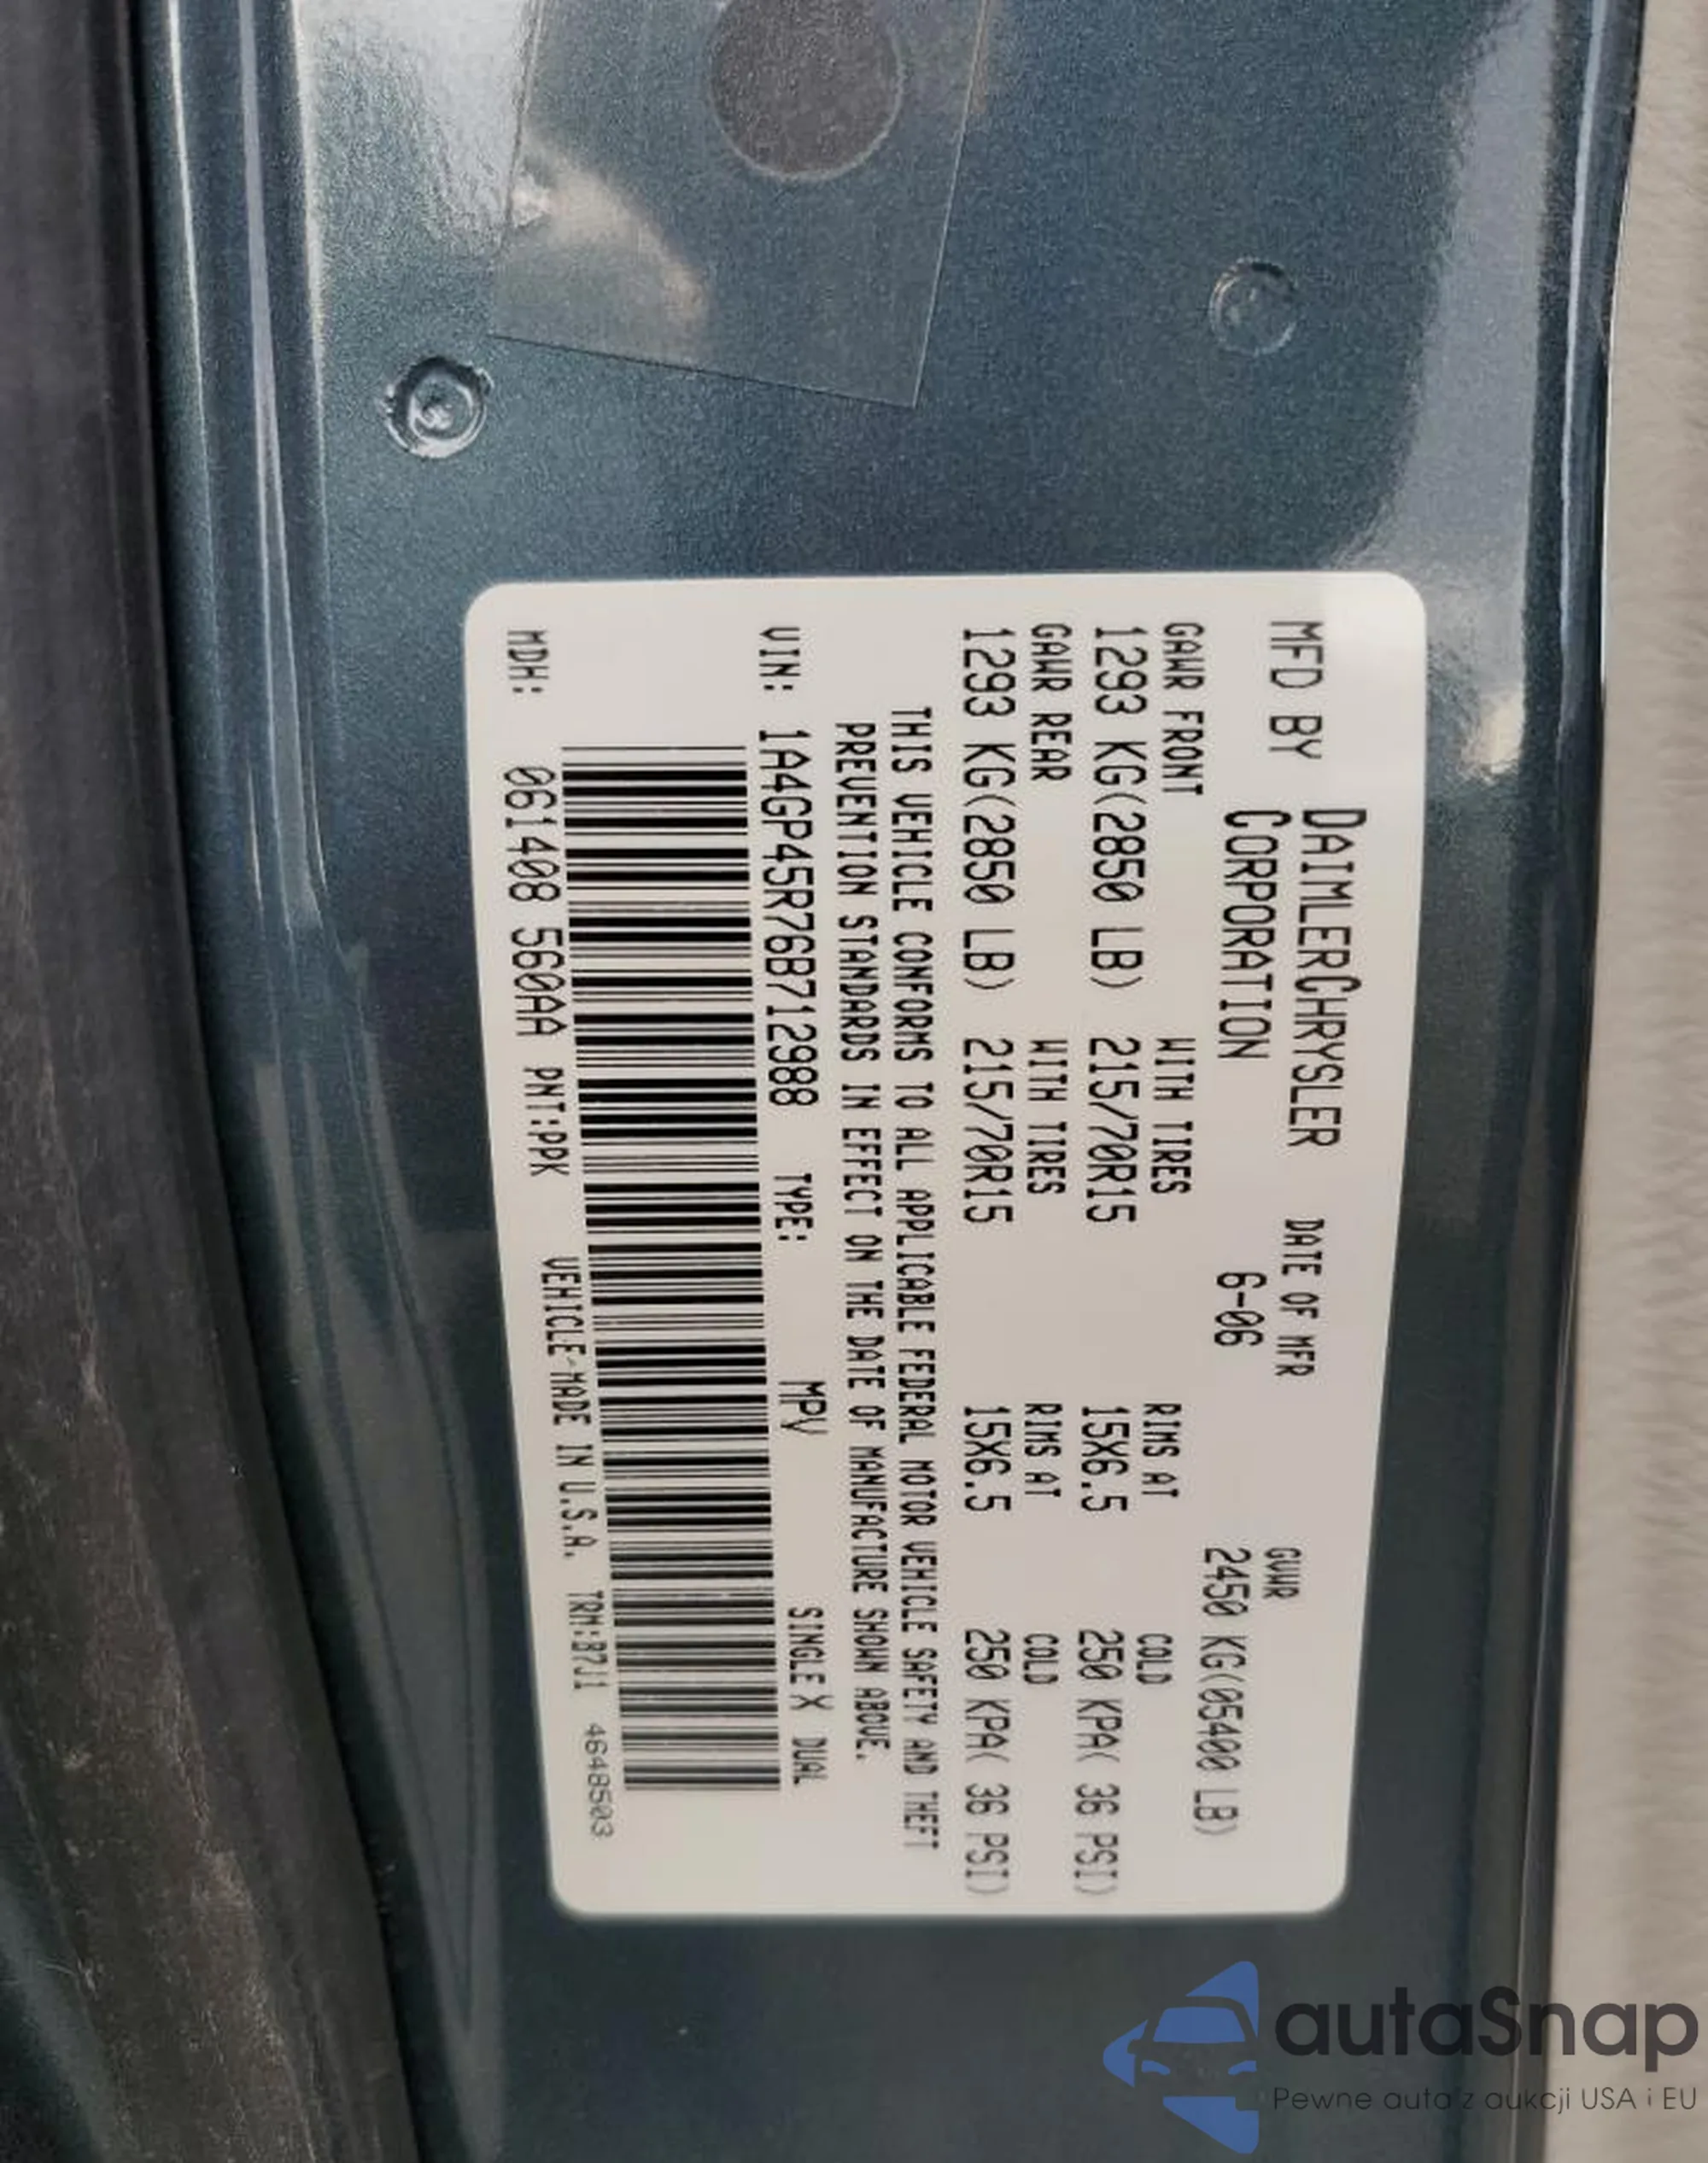 MFD BY DAIMLERCHRYSLER CORPORATION
DATE OF MFR 6-06
GVWR 2450 KG(05400 LB)
GAWR FRONT WITH TIRES RIMS AT COLD
1293 KG(2850 LB) 215/70R15 15X6.5 250 KPA( 36 PSI)
GAWR REAR WITH TIRES RIMS AT COLD
1293 KG(2850 LB) 215/70R15 15X6.5 250 KPA( 36 PSI)
THIS VEHICLE CONFORMS TO ALL APPLICABLE FEDERAL MOTOR VEHICLE SAFETY AND THEFT
PREVENTION STANDARDS IN EFFECT ON THE DATE OF MANUFACTURE SHOWN ABOVE.
VIN: 1A4GP45R76B712988 TYPE: MPV SINGLE X DUAL
MDH: 061408 560AA PNT:PPK VEHICLE MADE IN U.S.A. TRM:B7J1 4648503
autaSnap
Pewne auta z aukcji USA i EU